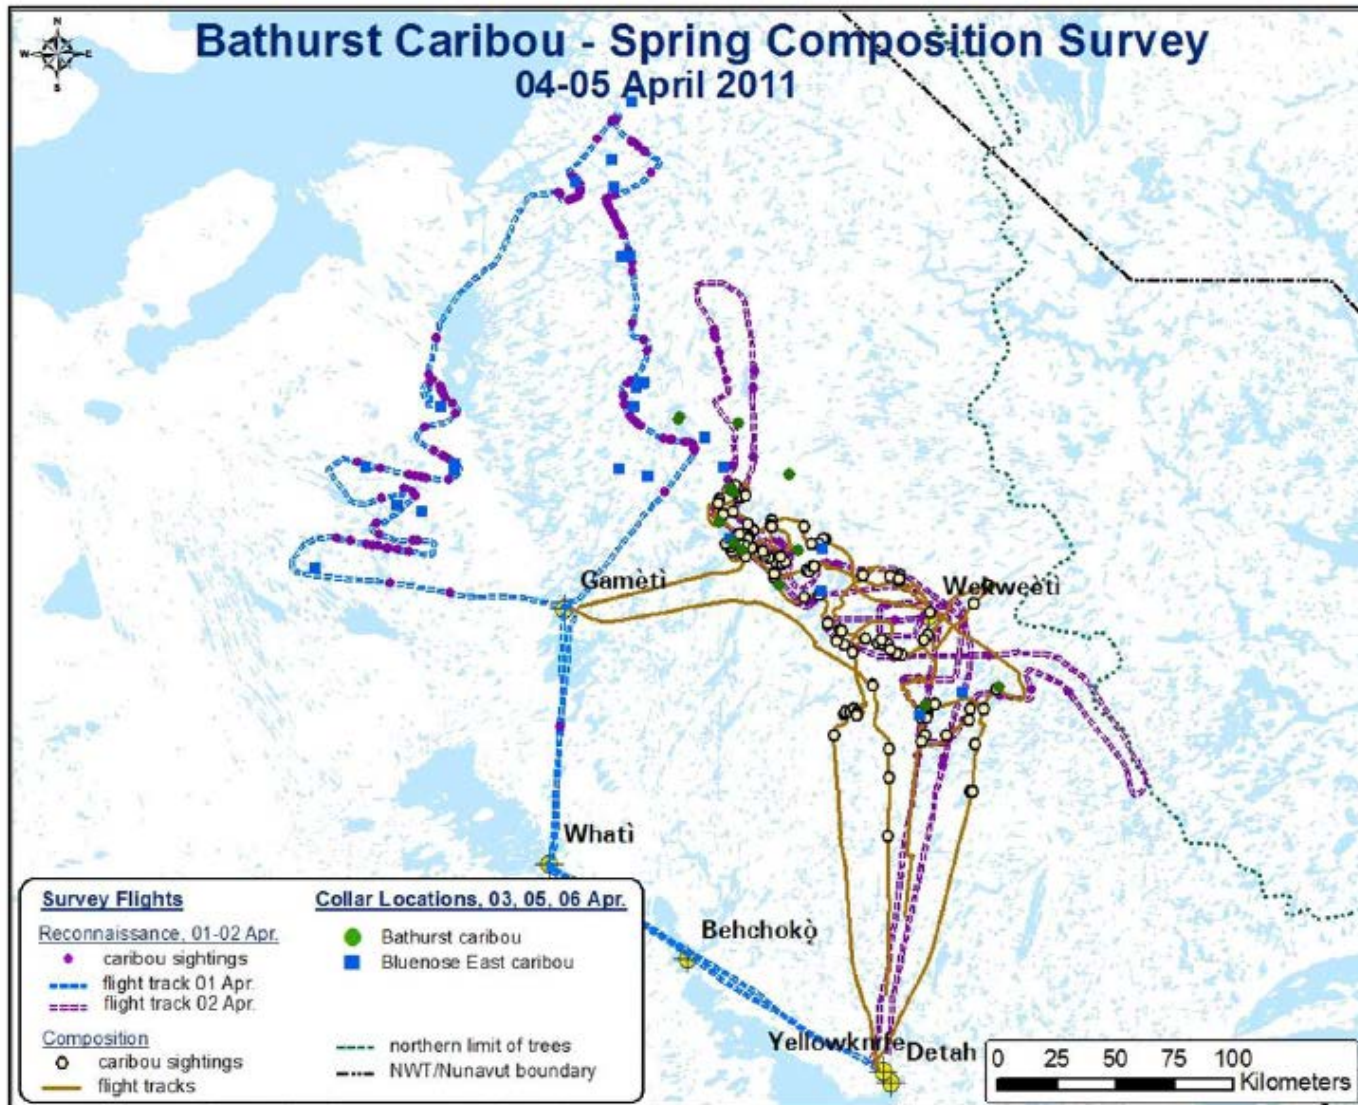 N
W E
S
Bathurst Caribou - Spring Composition Survey
04-05 April 2011
Gamètì
Wekweètì
Whatì
Behchokǫ̀
Yellowknife
Detah
Survey Flights
Reconnaissance, 01-02 Apr.
caribou sightings
flight track 01 Apr.
flight track 02 Apr.
Composition
caribou sightings
flight tracks
Collar Locations, 03, 05, 06 Apr.
Bathurst caribou
Bluenose East caribou
northern limit of trees
NWT/Nunavut boundary
0 25 50 75 100
Kilometers